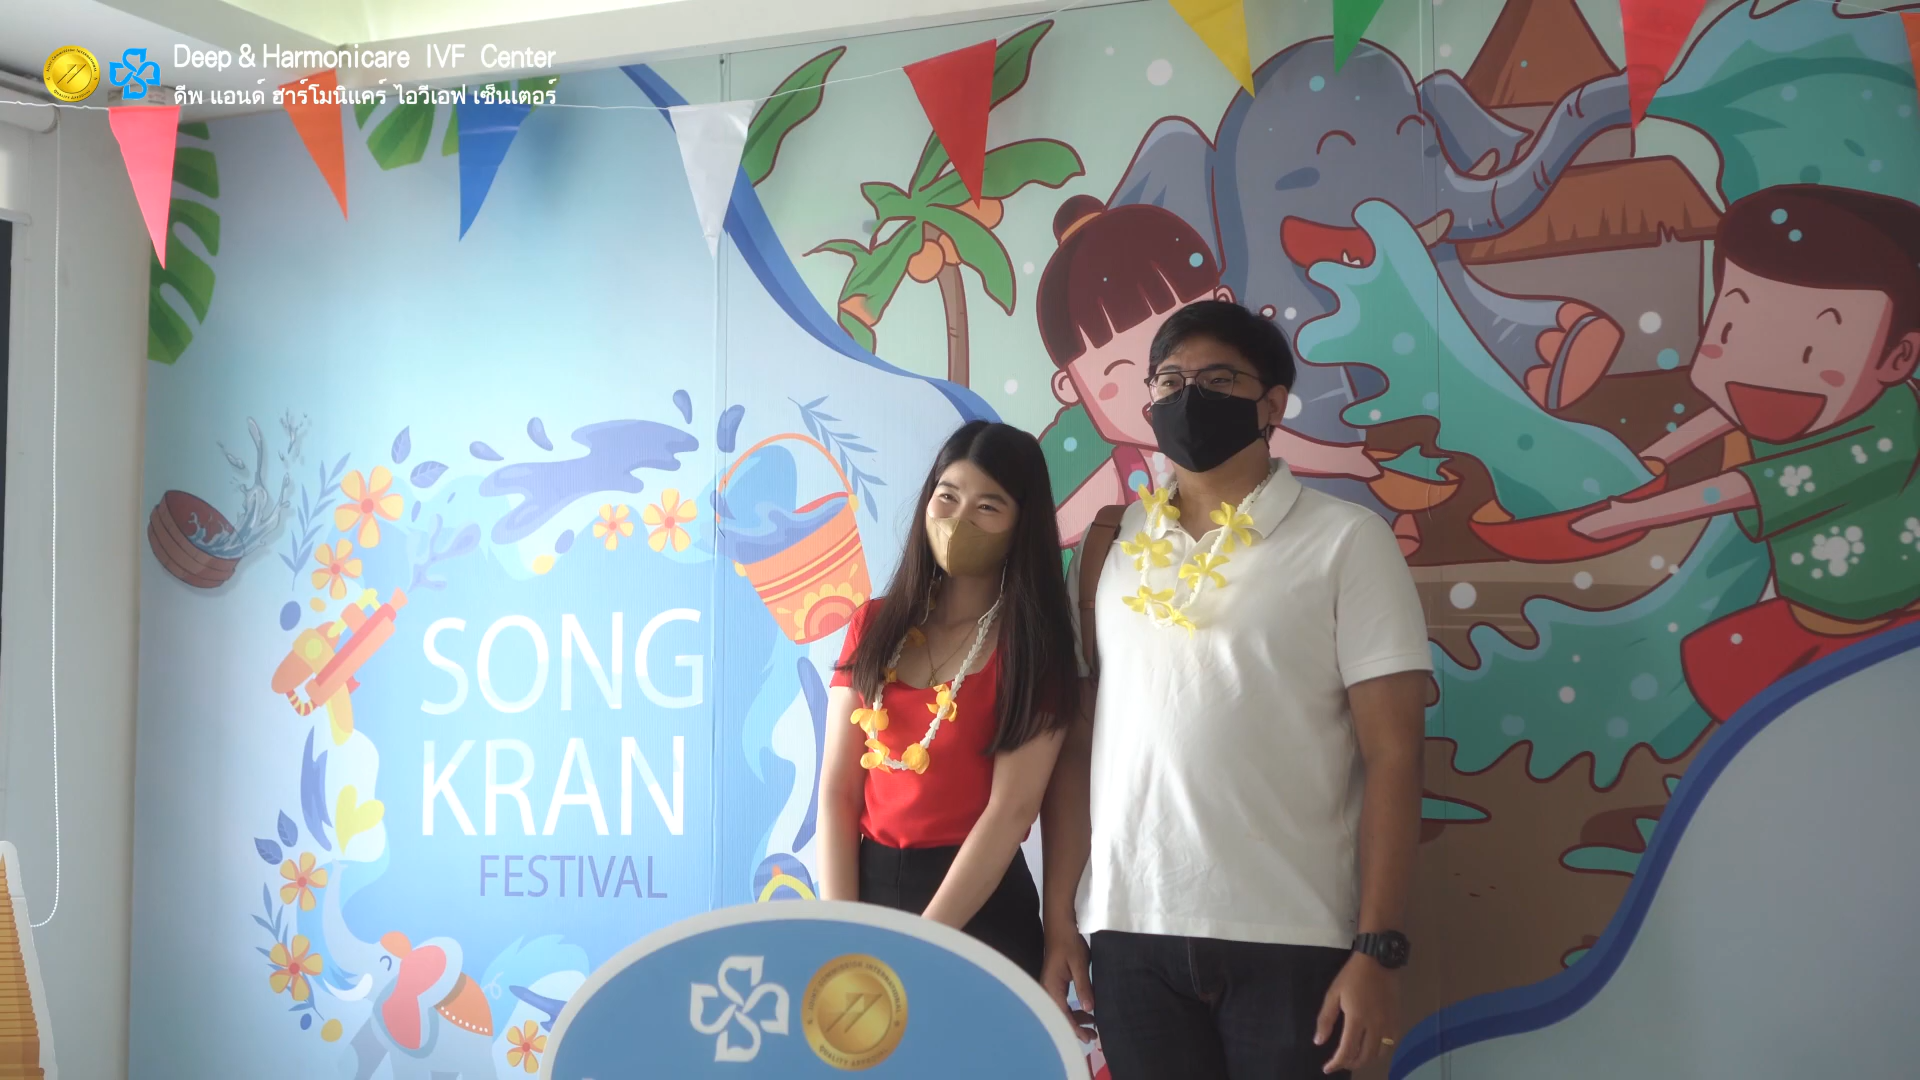 Deep & Harmonicare IVF Center
ดีพ แอนด์ ฮาร์โมนิแคร์ ไอวีเอฟ เซ็นเตอร์
SONG
KRAN
FESTIVAL